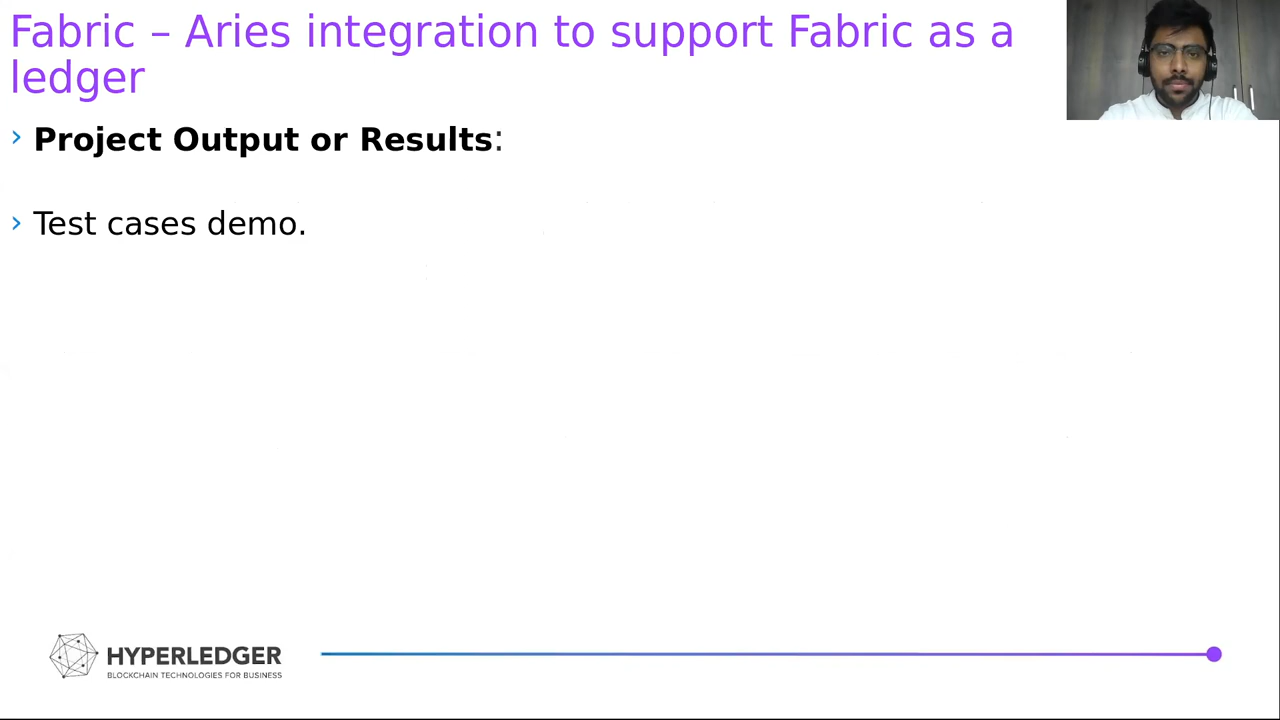 Fabric – Aries integration to support Fabric as a
ledger
› Project Output or Results:
› Test cases demo.
HYPERLEDGER
BLOCKCHAIN TECHNOLOGIES FOR BUSINESS